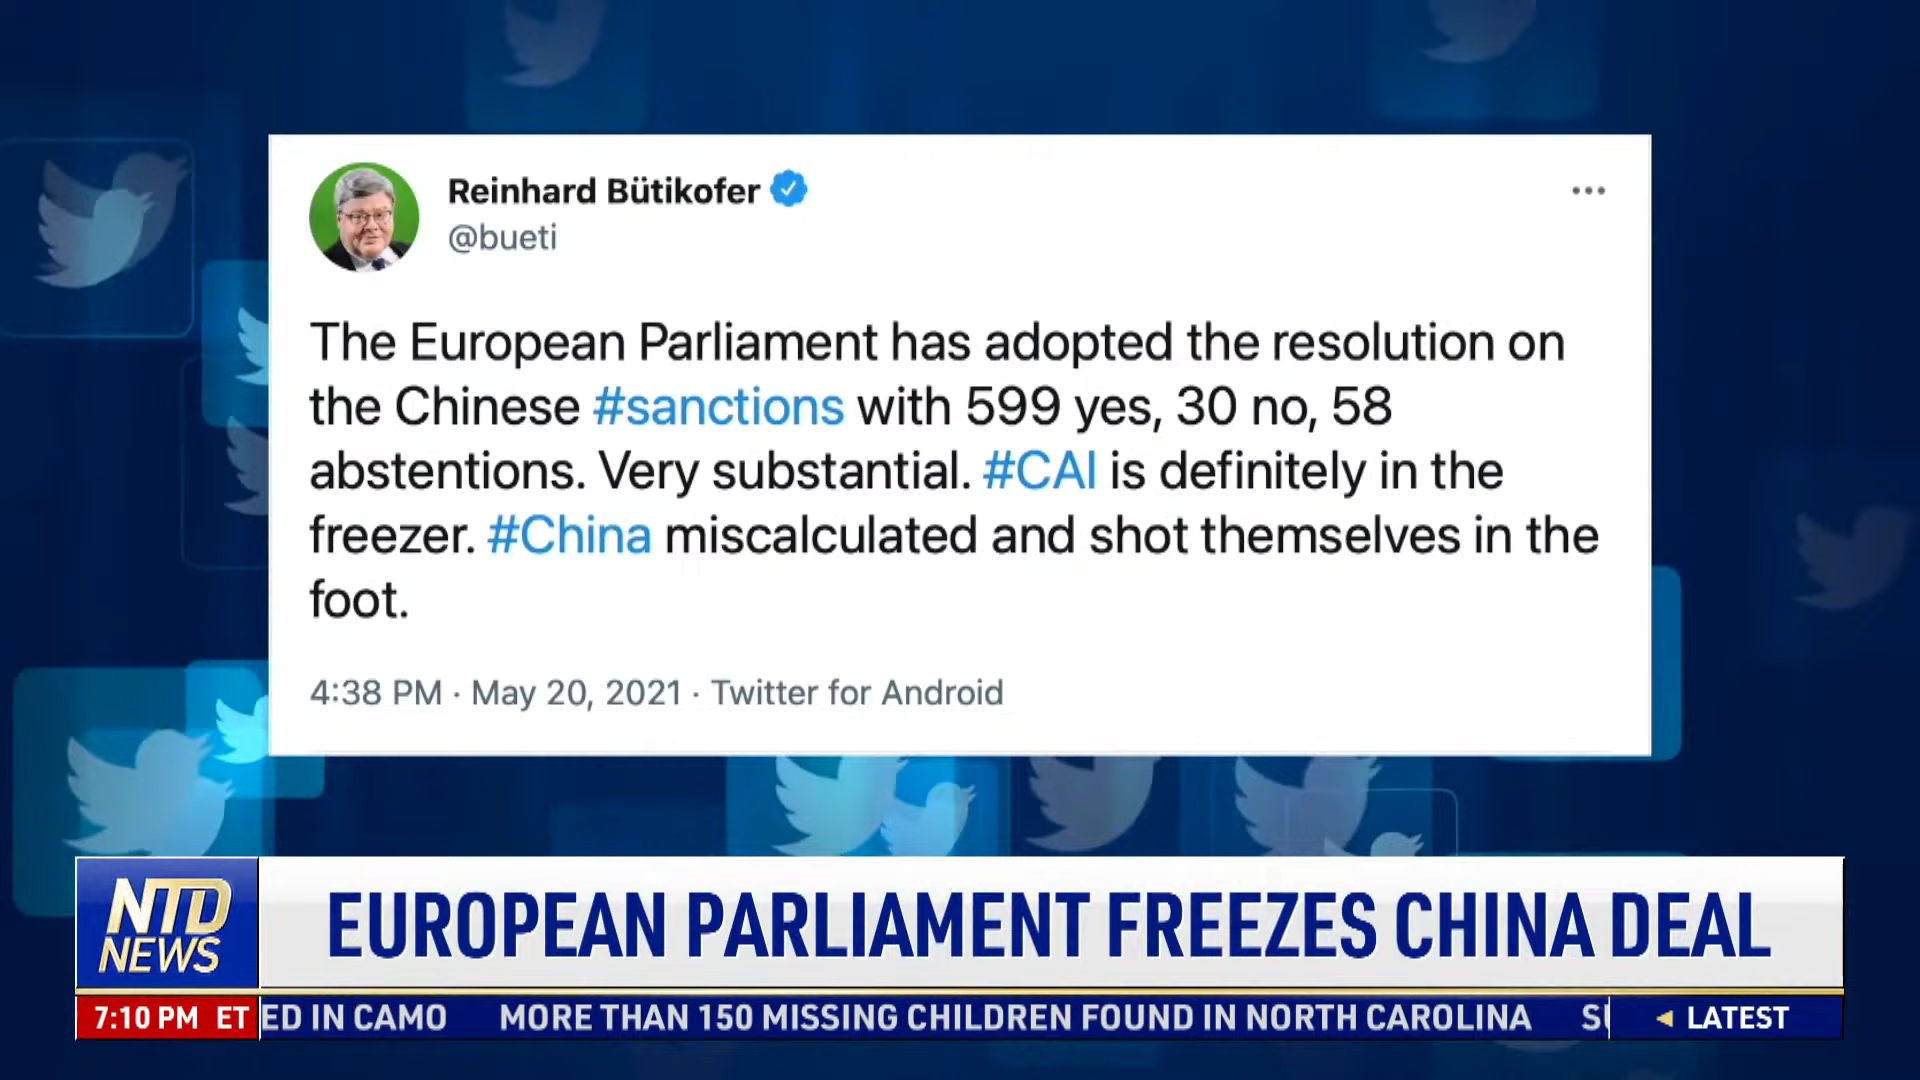 Reinhard Bütikofer
@bueti
The European Parliament has adopted the resolution on
the Chinese #sanctions with 599 yes, 30 no, 58
abstentions. Very substantial. #CAI is definitely in the
freezer. #China miscalculated and shot themselves in the
foot.
4:38 PM · May 20, 2021 · Twitter for Android
NTD
NEWS
EUROPEAN PARLIAMENT FREEZES CHINA DEAL
7:10 PM ET
ED IN CAMO MORE THAN 150 MISSING CHILDREN FOUND IN NORTH CAROLINA
LATEST